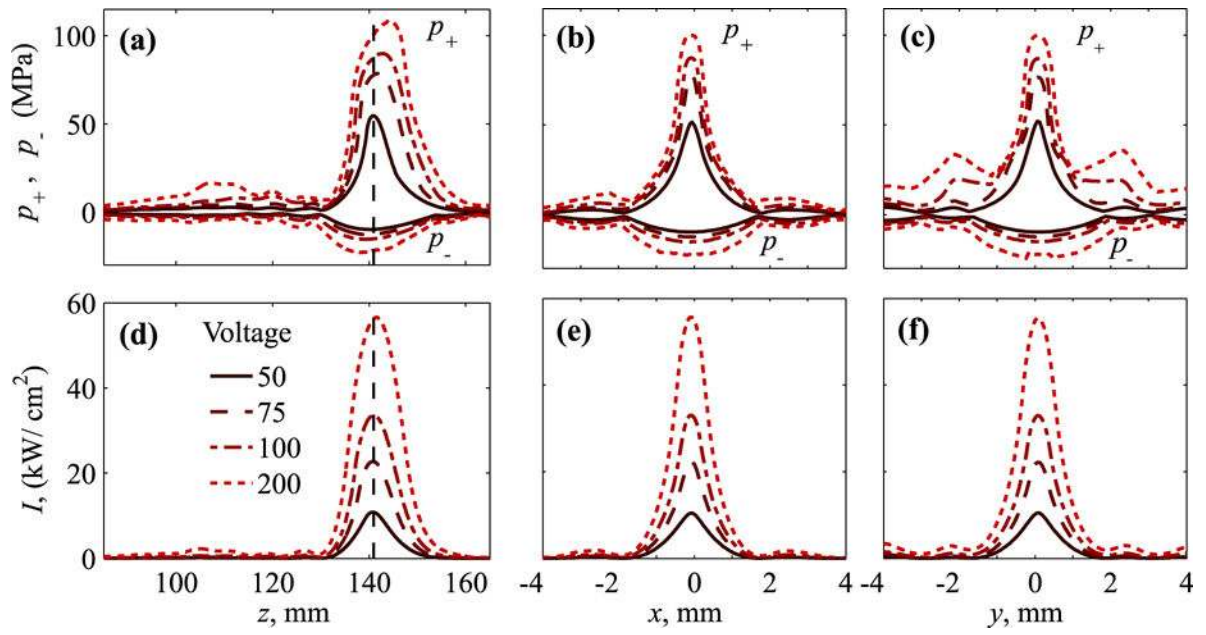 (a)
p+
p-
(b)
p+
p-
(c)
p+
p-
p+ , p- (MPa)
100
50
0
(d)
Voltage
50
75
100
200
(e)
(f)
I, (kW/ cm²)
60
40
20
0
100 120 140 160
z, mm
-4 -2 0 2 4
x, mm
-2 0 2 4
y, mm